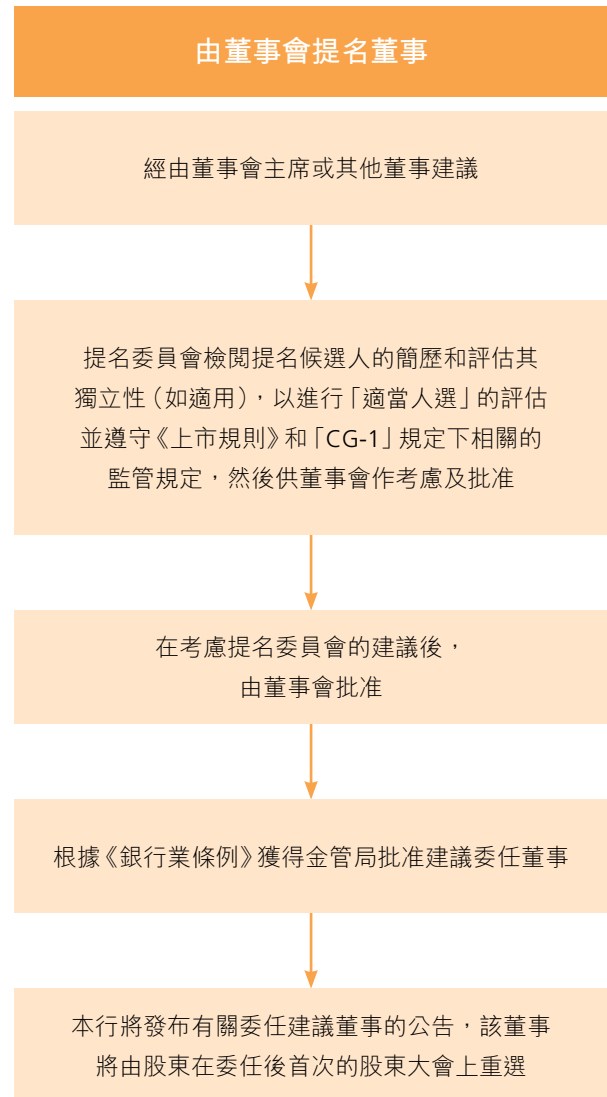 由董事會提名董事
經由董事會主席或其他董事建議
提名委員會檢閱提名候選人的簡歷和評估其
獨立性（如適用），以進行「適當人選」的評估
並遵守《上市規則》和「CG-1」規定下相關的
監管規定，然後供董事會作考慮及批准
在考慮提名委員會的建議後，
由董事會批准
根據《銀行業條例》獲得金管局批准建議委任董事
本行將發布有關委任建議董事的公告，該董事
將由股東在委任後首次的股東大會上重選